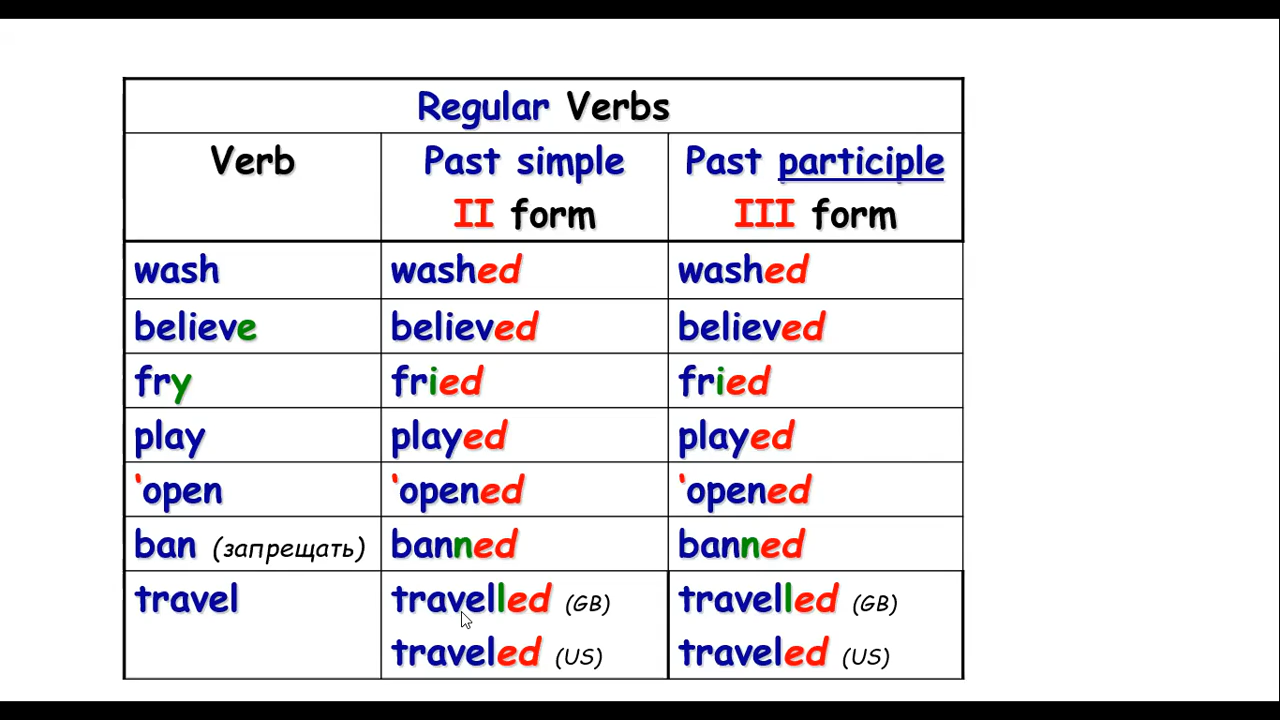 Regular Verbs
Verb Past simple Past participle
II form III form
wash washed washed
believe believed believed
fry fried fried
play played played
‘open ‘opened ‘opened
ban (запрещать) banned banned
travel travelled (GB) travelled (GB)
traveled (US) traveled (US)